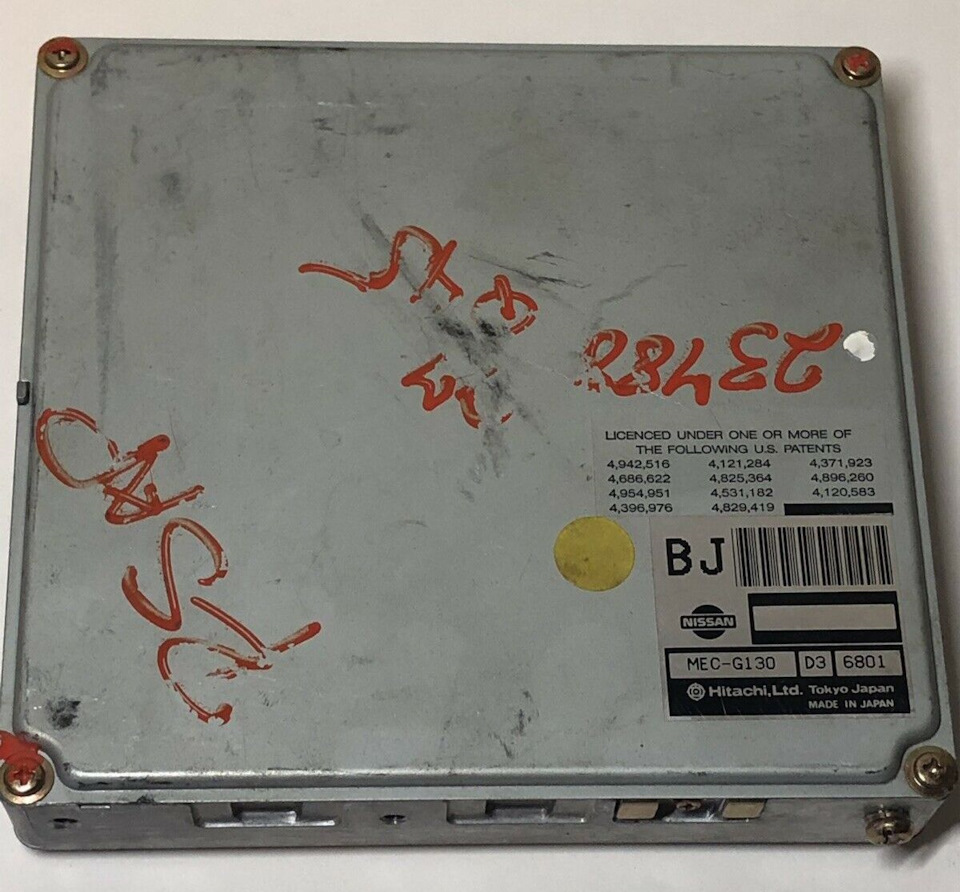 LICENCED UNDER ONE OR MORE OF
THE FOLLOWING U.S. PATENTS
4,942,516 4,121,284 4,371,923
4,686,622 4,825,364 4,896,260
4,954,951 4,531,182 4,120,583
4,396,976 4,829,419
BJ
NISSAN
MEC-G130 D3 6801
Hitachi, Ltd. Tokyo Japan
MADE IN JAPAN